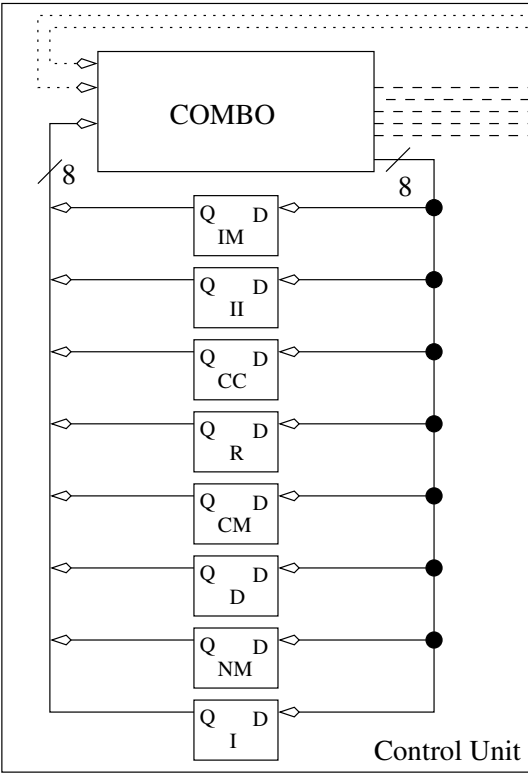 COMBO
8
8
Q D
IM
Q D
II
Q D
CC
Q D
R
Q D
CM
Q D
D
Q D
NM
Q D
I
Control Unit